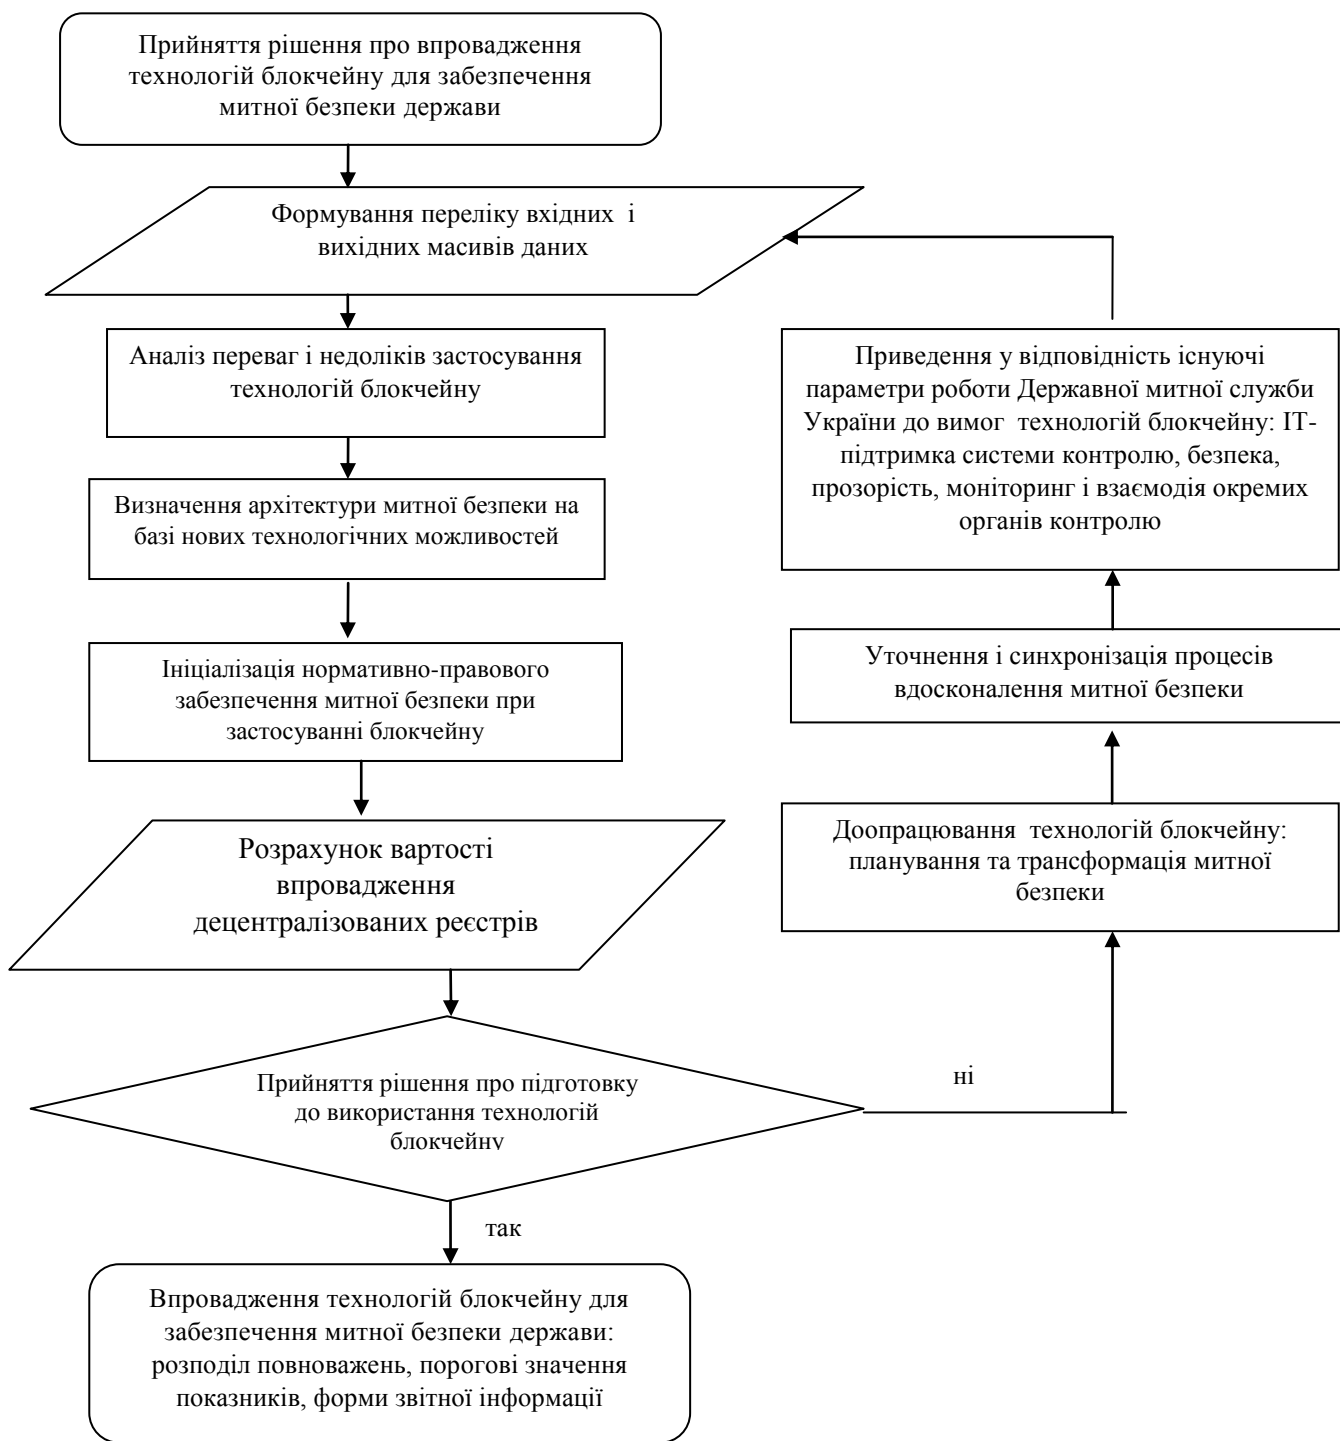 Прийняття рішення про впровадження
технологій блокчейну для забезпечення
митної безпеки держави
Формування переліку вхідних і
вихідних масивів даних
Аналіз переваг і недоліків застосування
технологій блокчейну
Визначення архітектури митної безпеки на
базі нових технологічних можливостей
Ініціалізація нормативно-правового
забезпечення митної безпеки при
застосуванні блокчейну
Розрахунок вартості
впровадження
децентралізованих реєстрів
Прийняття рішення про підготовку
до використання технологій
блокчейну
ні
так
Впровадження технологій блокчейну для
забезпечення митної безпеки держави:
розподіл повноважень, порогові значення
показників, форми звітної інформації
Доопрацювання технологій блокчейну:
планування та трансформація митної
безпеки
Уточнення і синхронізація процесів
вдосконалення митної безпеки
Приведення у відповідність існуючі
параметри роботи Державної митної служби
України до вимог технологій блокчейну: ІТ-
підтримка системи контролю, безпека,
прозорість, моніторинг і взаємодія окремих
органів контролю